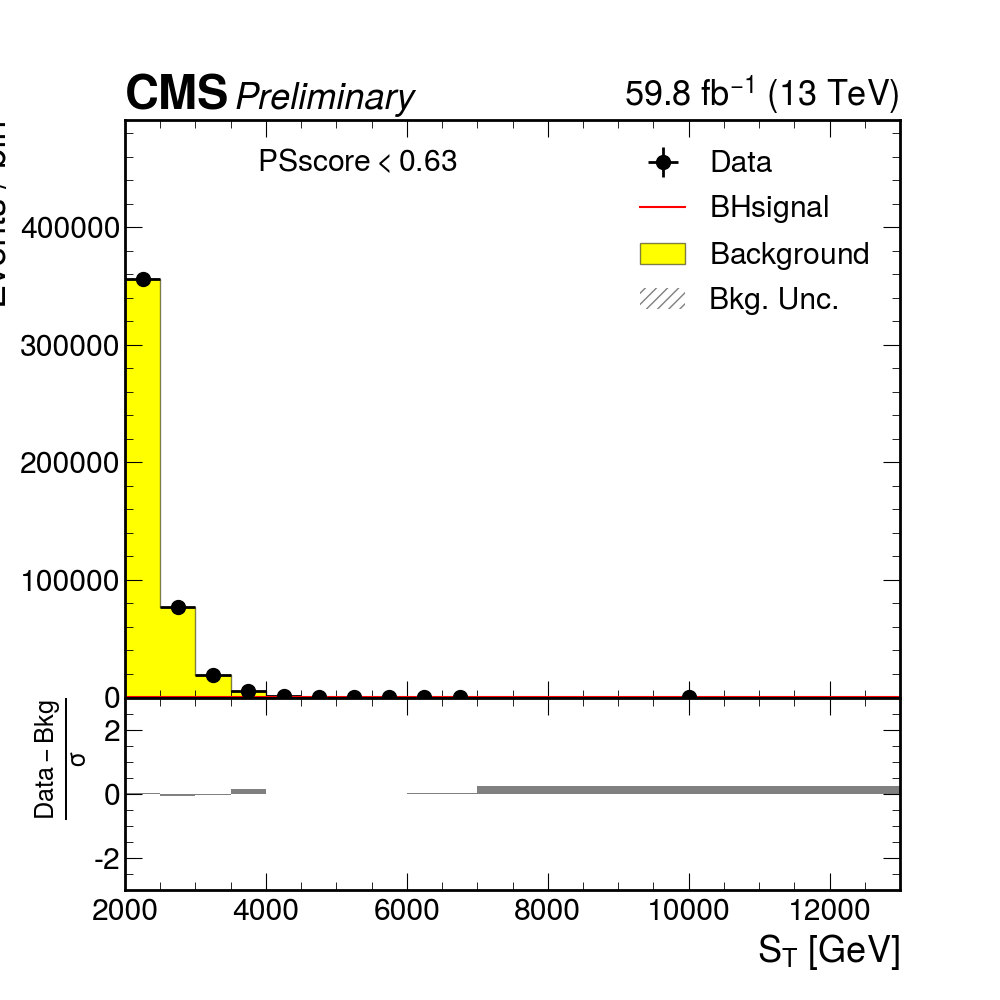 CMS Preliminary
59.8 fb⁻¹ (13 TeV)
PSscore < 0.63
Data
BHsignal
Background
Bkg. Unc.
400000
300000
200000
100000
0
Data – Bkg
σ
2
0
-2
2000 4000 6000 8000 10000 12000
S_T [GeV]